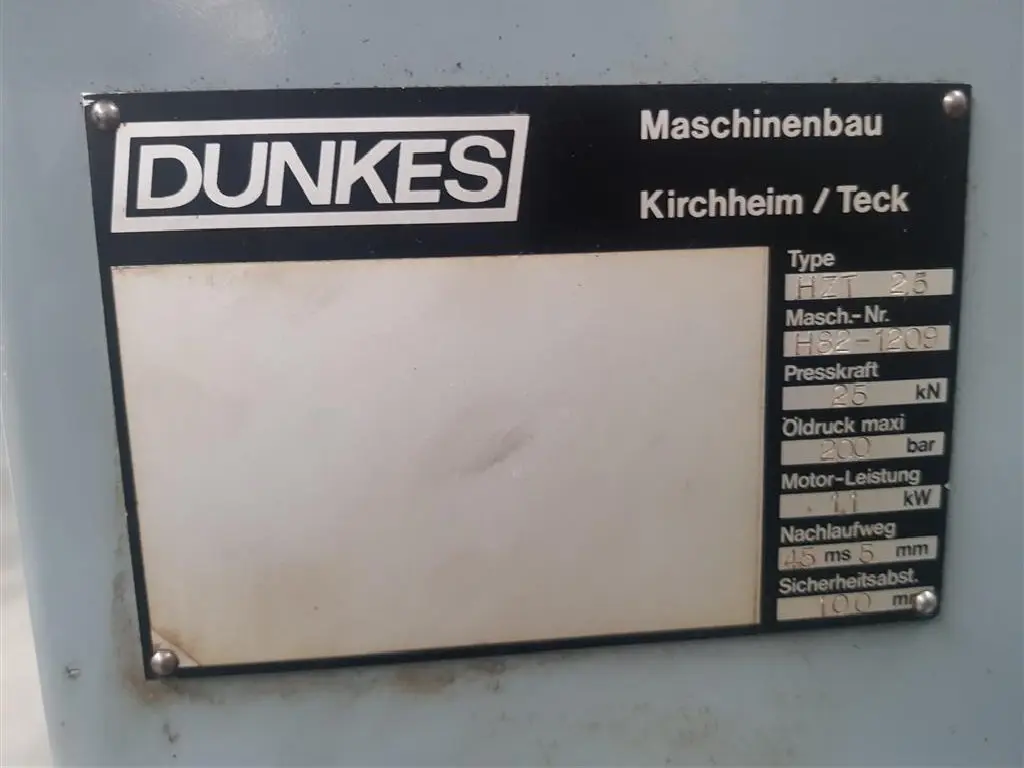 DUNKES
Maschinenbau
Kirchheim / Teck
Type
HZT 2,5
Masch.-Nr.
H82-1209
Presskraft
25 kN
Öldruck maxi
200 bar
Motor-Leistung
1,1 kW
Nachlaufweg
45 ms 5 mm
Sicherheitsabst.
100 mm